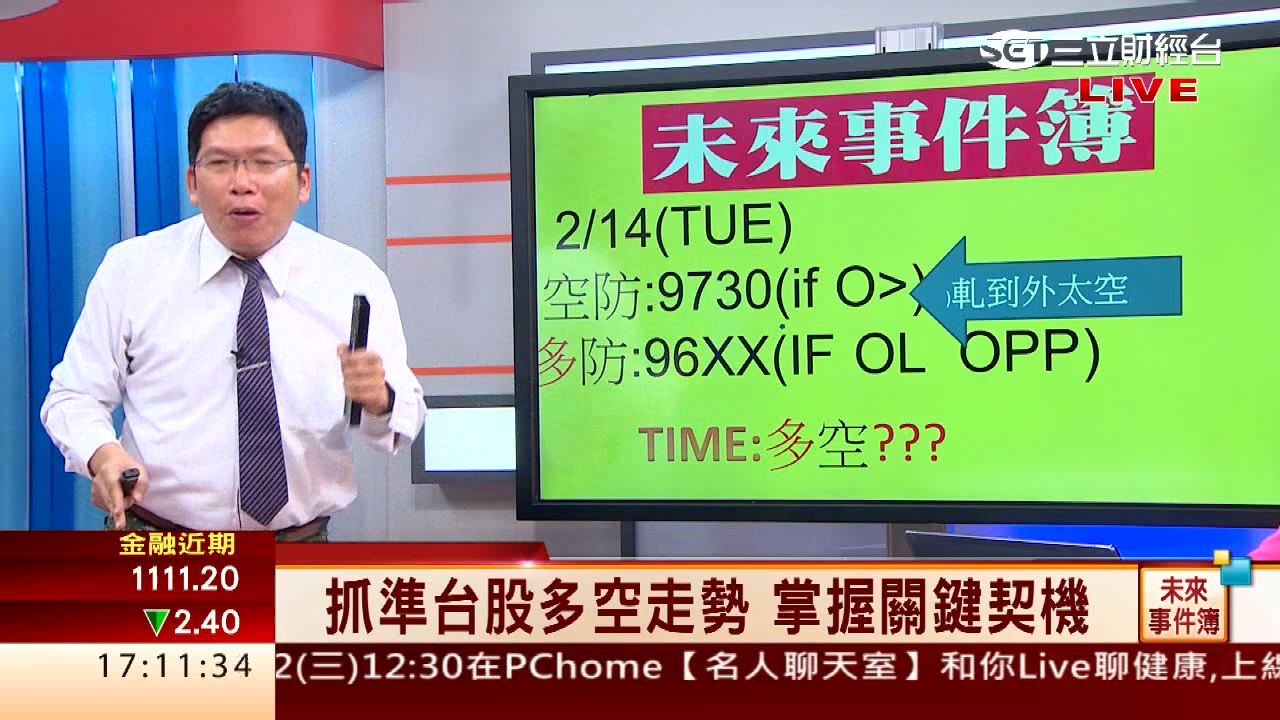 SET三立財經台
LIVE
未來事件簿
2/14(TUE)
空防:9730(if O>)
軋到外太空
多防:96XX(IF OL OPP)
TIME:多空???
金融近期
1111.20
▼2.40
抓準台股多空走勢 掌握關鍵契機
未來
事件簿
17:11:34
2(三)12:30在PChome【名人聊天室】和你Live聊健康,上線